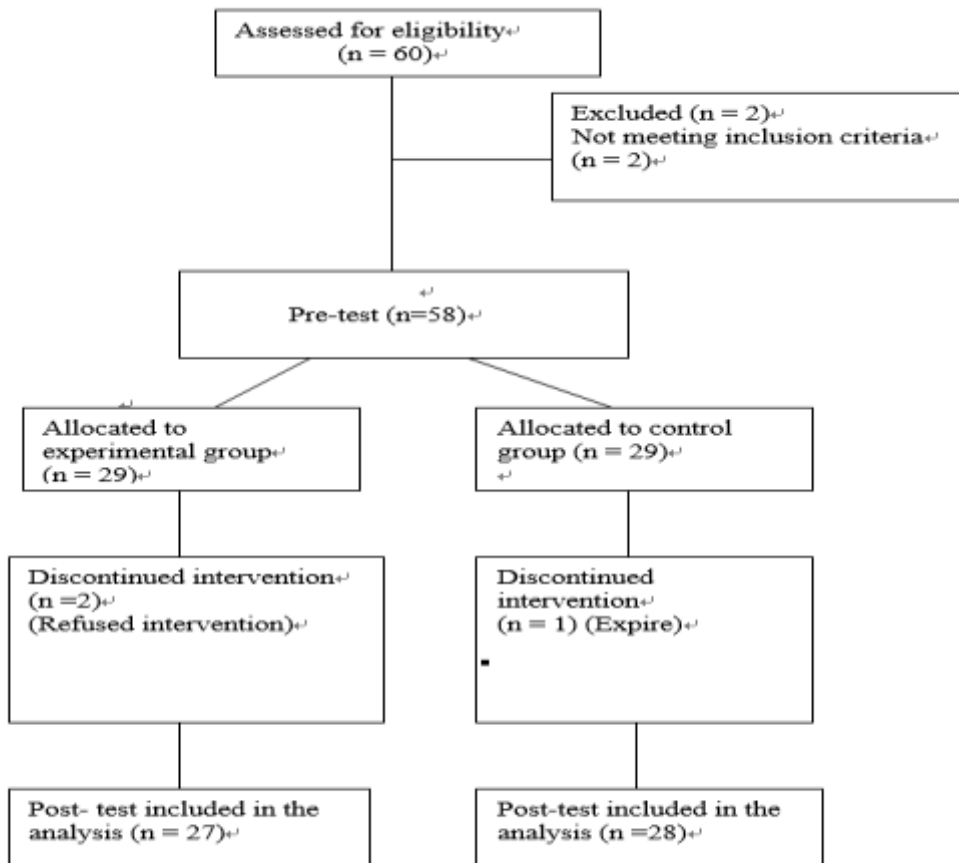 Assessed for eligibility↵
(n = 60)↵
Excluded (n = 2)↵
Not meeting inclusion criteria↵
(n = 2)↵
↵
Pre-test (n=58)↵
↵
Allocated to
experimental group↵
(n = 29)↵
Allocated to control
group (n = 29)↵
↵
Discontinued intervention↵
(n =2)↵
(Refused intervention)↵
Discontinued
intervention↵
(n = 1) (Expire)↵
Post- test included in the
analysis (n = 27)↵
Post-test included in the
analysis (n =28)↵